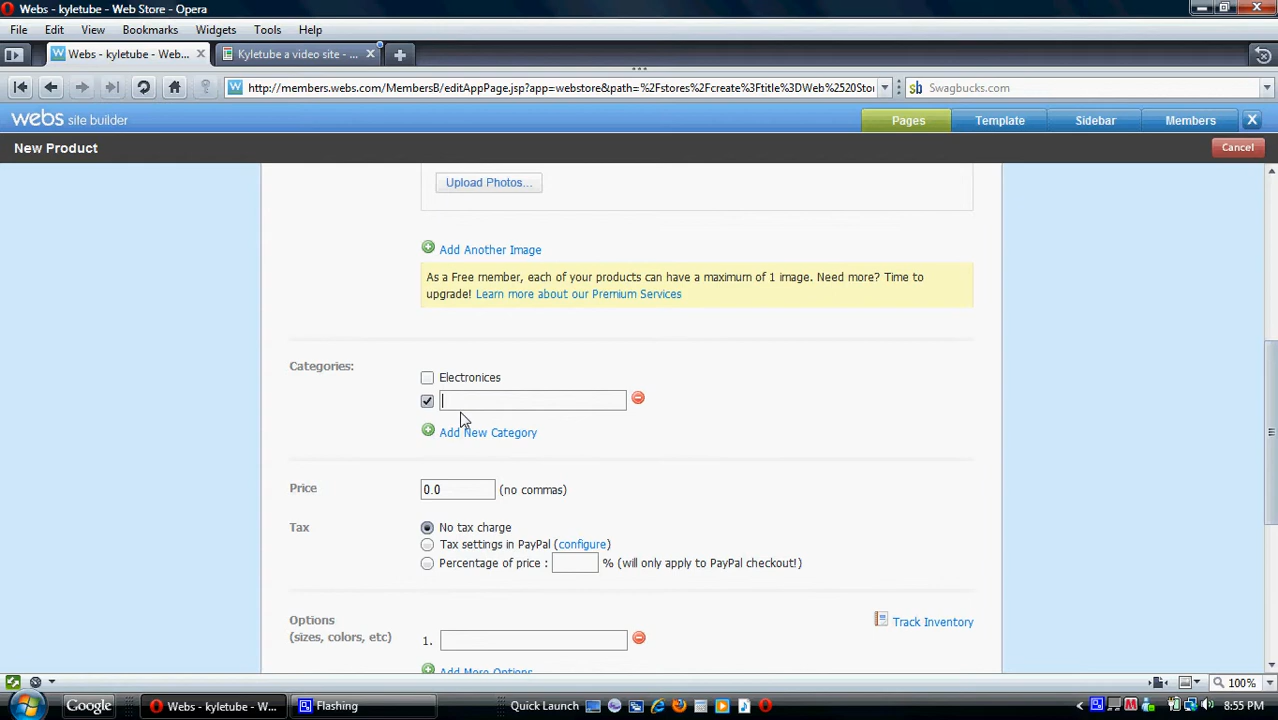 Webs - kyletube - Web Store - Opera
File Edit View Bookmarks Widgets Tools Help
Webs - kyletube - Web... Kyletube a video site - ...
http://members.webs.com/MembersB/editAppPage.jsp?app=webstore&path=%2Fstores%2Fcreate%3Ftitle%3DWeb%2520Stor Swagbucks.com
webs site builder Pages Template Sidebar Members X
New Product Cancel
Upload Photos...
Add Another Image
As a Free member, each of your products can have a maximum of 1 image. Need more? Time to
upgrade! Learn more about our Premium Services
Categories: Electronices
Add New Category
Price 0.0 (no commas)
Tax No tax charge
Tax settings in PayPal (configure)
Percentage of price : % (will only apply to PayPal checkout!)
Options Track Inventory
(sizes, colors, etc) 1.
Add More Options
100%
Google Webs - kyletube - W... Flashing Quick Launch 8:55 PM